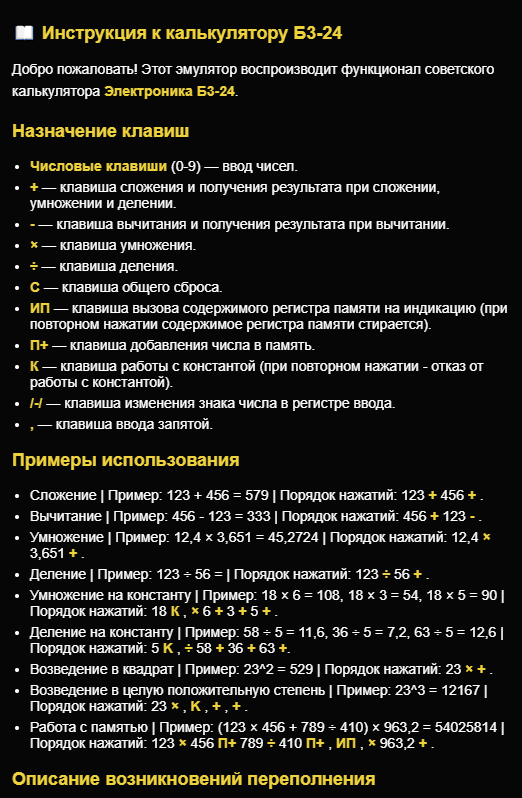 📖 Инструкция к калькулятору Б3-24
Добро пожаловать! Этот эмулятор воспроизводит функционал советского
калькулятора Электроника Б3-24.
Назначение клавиш
• Числовые клавиши (0-9) — ввод чисел.
• + — клавиша сложения и получения результата при сложении,
умножении и делении.
• - — клавиша вычитания и получения результата при вычитании.
• × — клавиша умножения.
• ÷ — клавиша деления.
• С — клавиша общего сброса.
• ИП — клавиша вызова содержимого регистра памяти на индикацию (при
повторном нажатии содержимое регистра памяти стирается).
• П+ — клавиша добавления числа в память.
• К — клавиша работы с константой (при повторном нажатии - отказ от
работы с константой).
• /-/ — клавиша изменения знака числа в регистре ввода.
• , — клавиша ввода запятой.
Примеры использования
• Сложение | Пример: 123 + 456 = 579 | Порядок нажатий: 123 + 456 + .
• Вычитание | Пример: 456 - 123 = 333 | Порядок нажатий: 456 + 123 - .
• Умножение | Пример: 12,4 × 3,651 = 45,2724 | Порядок нажатий: 12,4 ×
3,651 + .
• Деление | Пример: 123 ÷ 56 = | Порядок нажатий: 123 ÷ 56 + .
• Умножение на константу | Пример: 18 × 6 = 108, 18 × 3 = 54, 18 × 5 = 90 |
Порядок нажатий: 18 К , × 6 + 3 + 5 + .
• Деление на константу | Пример: 58 ÷ 5 = 11,6, 36 ÷ 5 = 7,2, 63 ÷ 5 = 12,6 |
Порядок нажатий: 5 К , ÷ 58 + 36 + 63 +.
• Возведение в квадрат | Пример: 23^2 = 529 | Порядок нажатий: 23 × + .
• Возведение в целую положительную степень | Пример: 23^3 = 12167 |
Порядок нажатий: 23 × , К , + , + .
• Работа с памятью | Пример: (123 × 456 + 789 ÷ 410) × 963,2 = 54025814 |
Порядок нажатий: 123 × 456 П+ 789 ÷ 410 П+ , ИП , × 963,2 + .
Описание возникновений переполнения